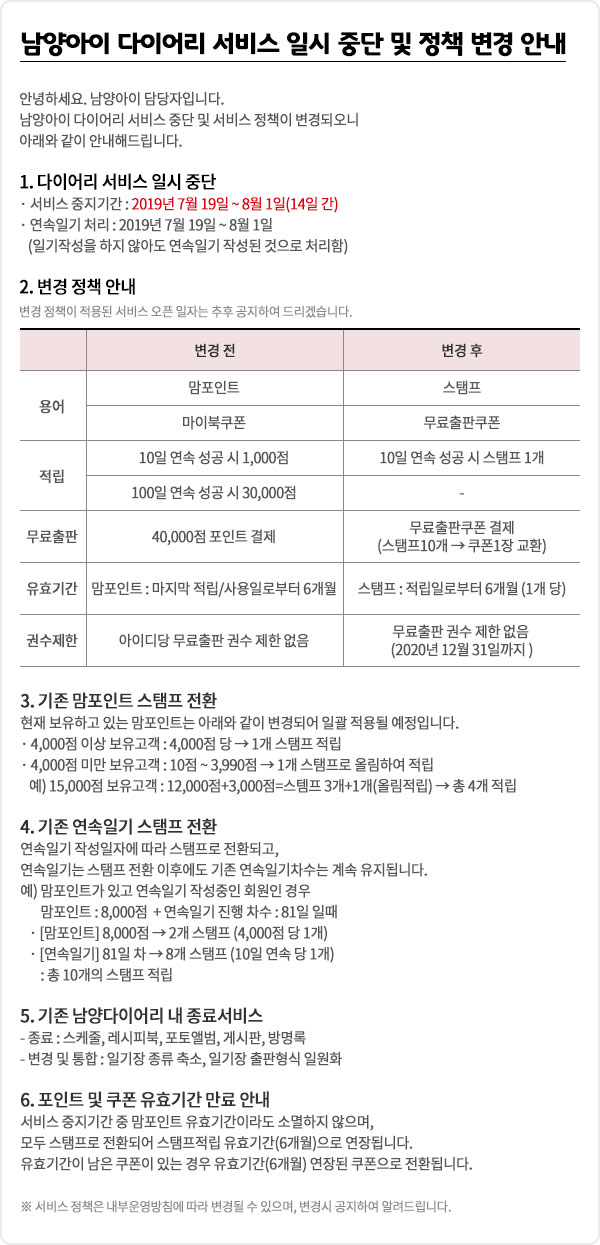 남양아이 다이어리 서비스 일시 중단 및 정책 변경 안내
안녕하세요. 남양아이 담당자입니다.
남양아이 다이어리 서비스 중단 및 서비스 정책이 변경되오니
아래와 같이 안내해드립니다.
1. 다이어리 서비스 일시 중단
· 서비스 중지기간 : 2019년 7월 19일 ~ 8월 1일(14일 간)
· 연속일기 처리 : 2019년 7월 19일 ~ 8월 1일
(일기작성을 하지 않아도 연속일기 작성된 것으로 처리함)
2. 변경 정책 안내
변경 정책이 적용된 서비스 오픈 일자는 추후 공지하여 드리겠습니다.
변경 전 변경 후
용어 맘포인트 스탬프
마이북쿠폰 무료출판쿠폰
적립 10일 연속 성공 시 1,000점 10일 연속 성공 시 스탬프 1개
100일 연속 성공 시 30,000점 -
무료출판 40,000점 포인트 결제 무료출판쿠폰 결제
(스탬프10개 → 쿠폰1장 교환)
유효기간 맘포인트 : 마지막 적립/사용일로부터 6개월 스탬프 : 적립일로부터 6개월 (1개 당)
권수제한 아이디당 무료출판 권수 제한 없음 무료출판 권수 제한 없음
(2020년 12월 31일까지 )
3. 기존 맘포인트 스탬프 전환
현재 보유하고 있는 맘포인트는 아래와 같이 변경되어 일괄 적용될 예정입니다.
· 4,000점 이상 보유고객 : 4,000점 당 → 1개 스탬프 적립
· 4,000점 미만 보유고객 : 10점 ~ 3,990점 → 1개 스탬프로 올림하여 적립
예) 15,000점 보유고객 : 12,000점+3,000점=스템프 3개+1개(올림적립) → 총 4개 적립
4. 기존 연속일기 스탬프 전환
연속일기 작성일자에 따라 스탬프로 전환되고,
연속일기는 스탬프 전환 이후에도 기존 연속일기차수는 계속 유지됩니다.
예) 맘포인트가 있고 연속일기 작성중인 회원인 경우
맘포인트 : 8,000점 + 연속일기 진행 차수 : 81일 일때
· [맘포인트] 8,000점 → 2개 스탬프 (4,000점 당 1개)
· [연속일기] 81일 차 → 8개 스탬프 (10일 연속 당 1개)
: 총 10개의 스탬프 적립
5. 기존 남양다이어리 내 종료서비스
- 종료 : 스케줄, 레시피북, 포토앨범, 게시판, 방명록
- 변경 및 통합 : 일기장 종류 축소, 일기장 출판형식 일원화
6. 포인트 및 쿠폰 유효기간 만료 안내
서비스 중지기간 중 맘포인트 유효기간이라도 소멸하지 않으며,
모두 스탬프로 전환되어 스탬프적립 유효기간(6개월)으로 연장됩니다.
유효기간이 남은 쿠폰이 있는 경우 유효기간(6개월) 연장된 쿠폰으로 전환됩니다.
※ 서비스 정책은 내부운영방침에 따라 변경될 수 있으며, 변경시 공지하여 알려드립니다.